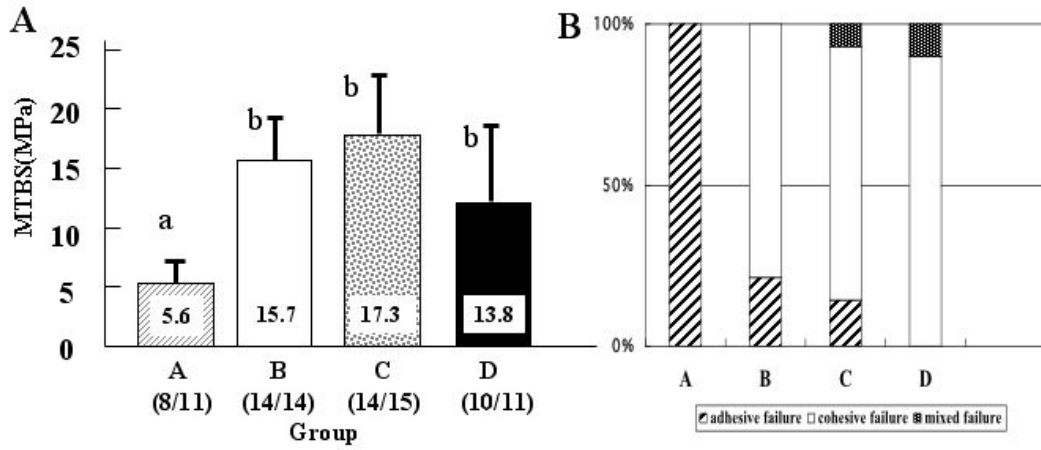 A
MTBS(MPa)
25
20
15
10
5
0
a
b
b
b
5.6
15.7
17.3
13.8
A B C D
(8/11) (14/14) (14/15) (10/11)
Group
B
100%
50%
0%
A B C D
adhesive failure cohesive failure mixed failure